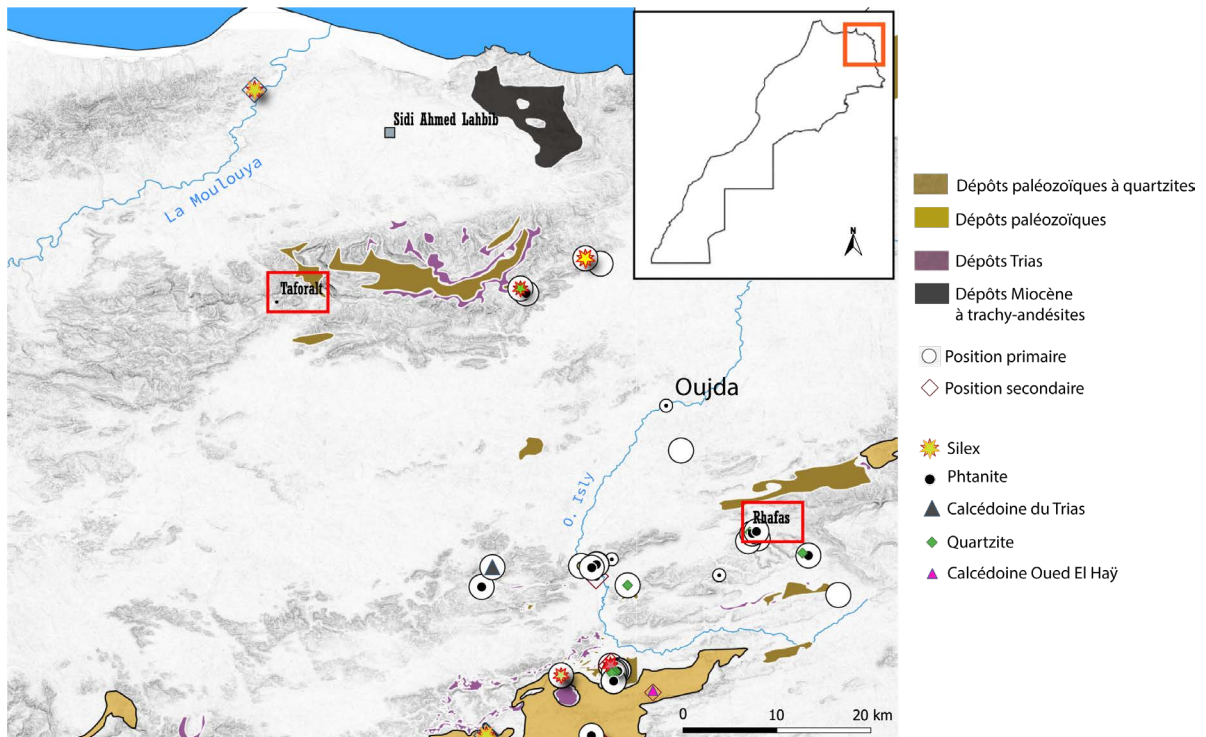 Sidi Ahmed Lahbib
La Moulouya
N
Taforalt
Oujda
O. Isly
Rhafas
0 10 20 km
Dépôts paléozoïques à quartzites
Dépôts paléozoïques
Dépôts Trias
Dépôts Miocène
à trachy-andésites
Position primaire
Position secondaire
Silex
Phtanite
Calcédoine du Trias
Quartzite
Calcédoine Oued El Haÿ